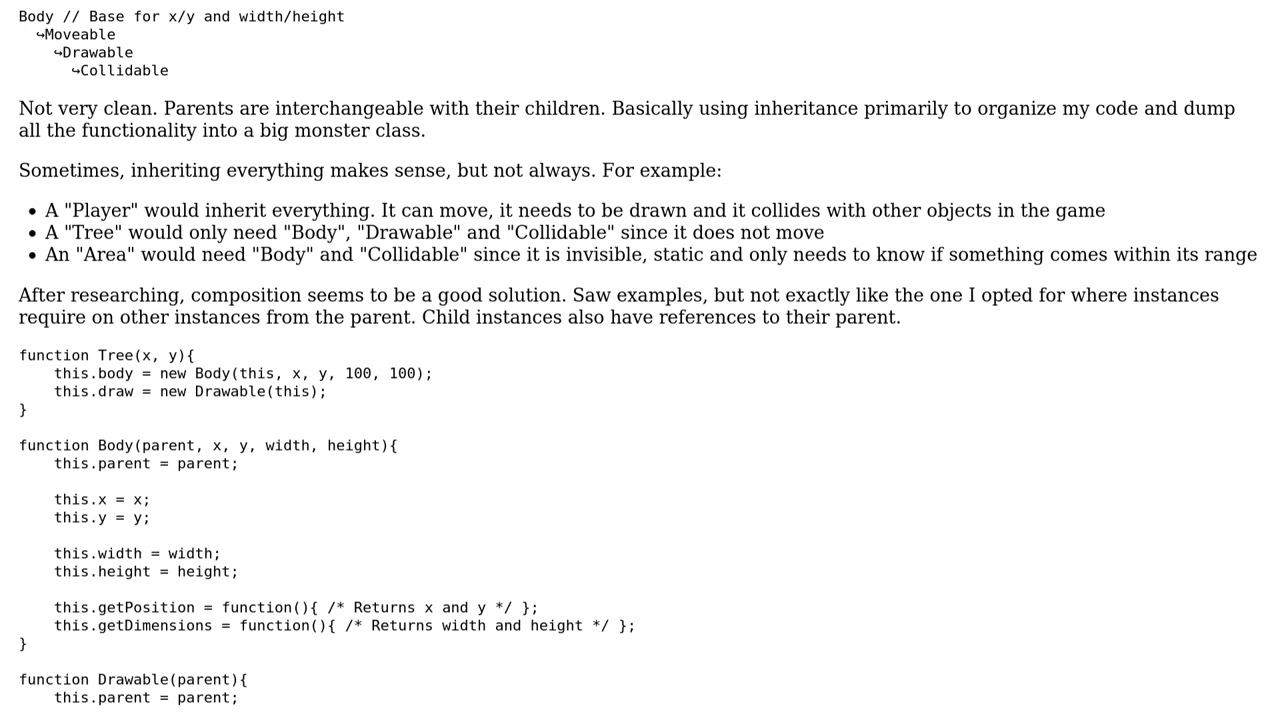 Body // Base for x/y and width/height
↪Moveable
↪Drawable
↪Collidable
Not very clean. Parents are interchangeable with their children. Basically using inheritance primarily to organize my code and dump
all the functionality into a big monster class.
Sometimes, inheriting everything makes sense, but not always. For example:
• A "Player" would inherit everything. It can move, it needs to be drawn and it collides with other objects in the game
• A "Tree" would only need "Body", "Drawable" and "Collidable" since it does not move
• An "Area" would need "Body" and "Collidable" since it is invisible, static and only needs to know if something comes within its range
After researching, composition seems to be a good solution. Saw examples, but not exactly like the one I opted for where instances
require on other instances from the parent. Child instances also have references to their parent.
function Tree(x, y){
    this.body = new Body(this, x, y, 100, 100);
    this.draw = new Drawable(this);
}
function Body(parent, x, y, width, height){
    this.parent = parent;
    this.x = x;
    this.y = y;
    this.width = width;
    this.height = height;
    this.getPosition = function(){ /* Returns x and y */ };
    this.getDimensions = function(){ /* Returns width and height */ };
}
function Drawable(parent){
    this.parent = parent;